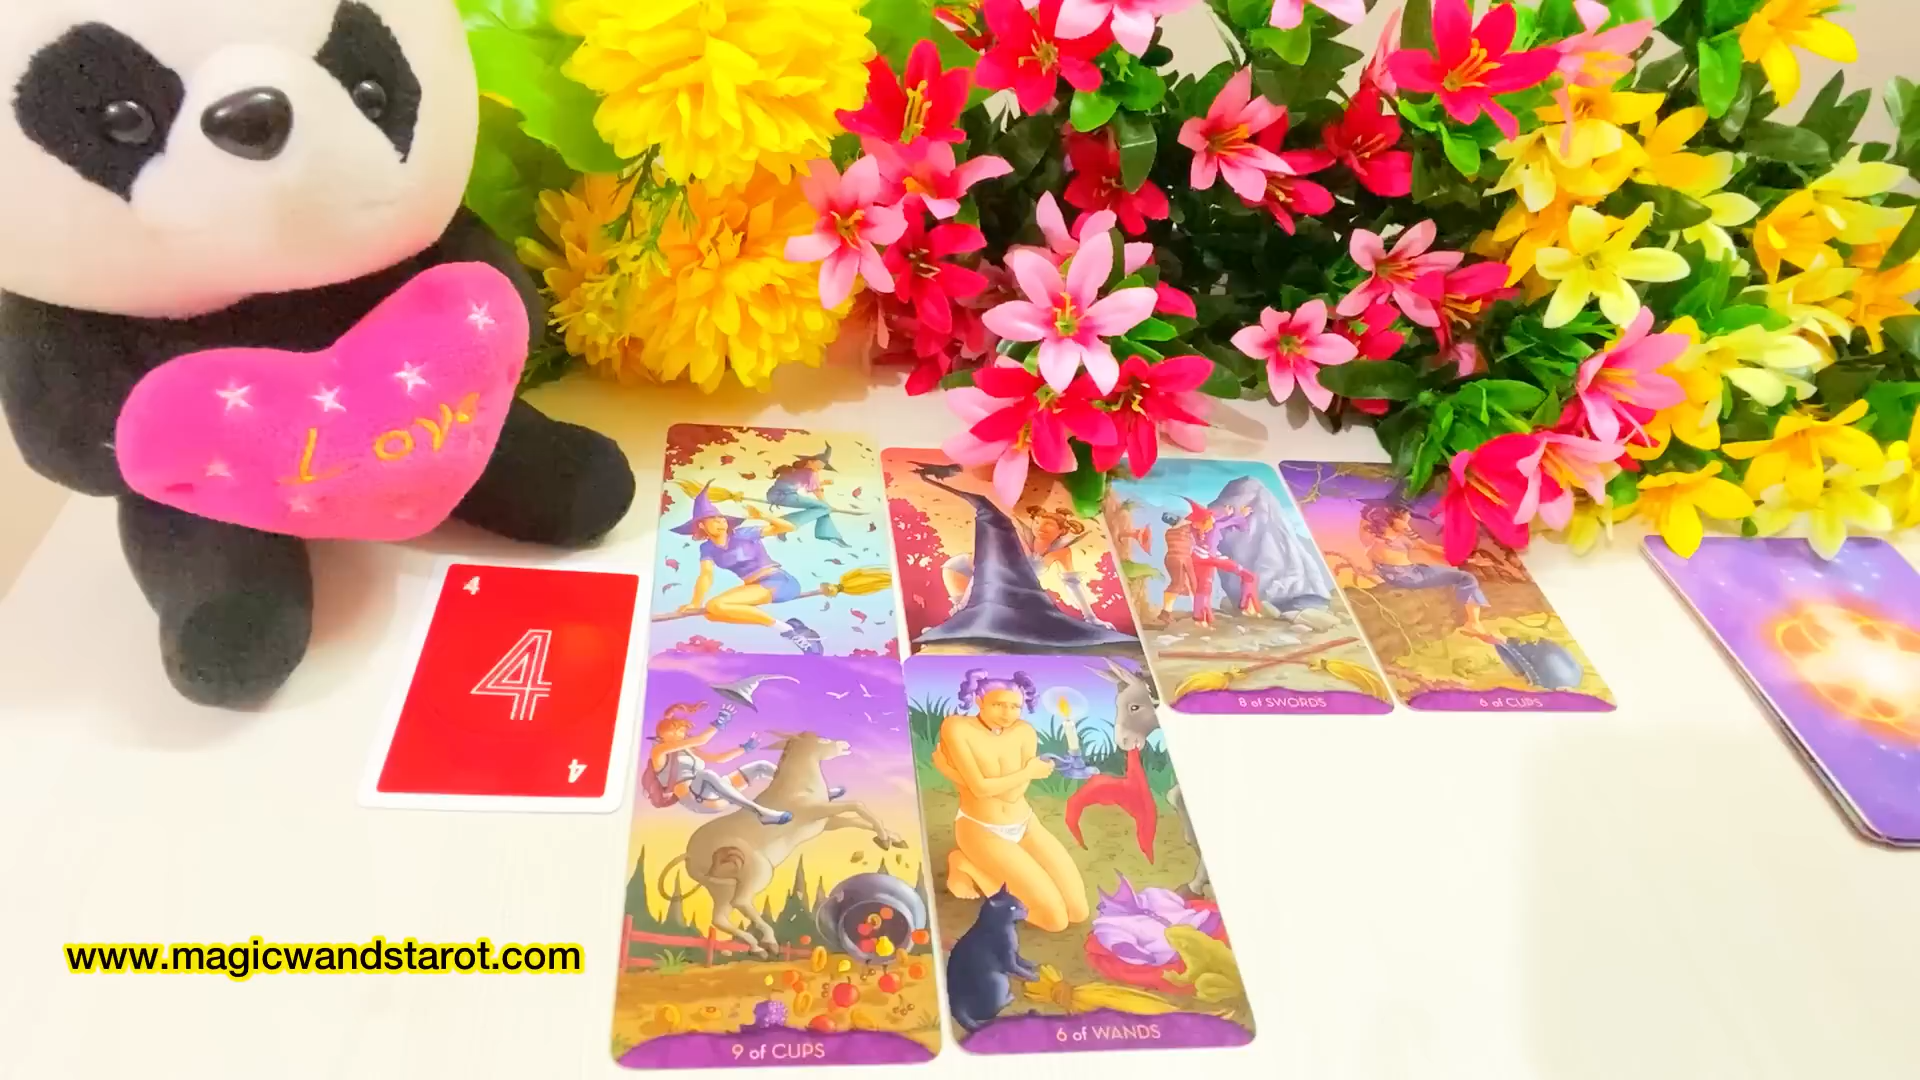 Love
4
4
4
8 of SWORDS
6 of CUPS
www.magicwandstarot.com
9 of CUPS
6 of WANDS